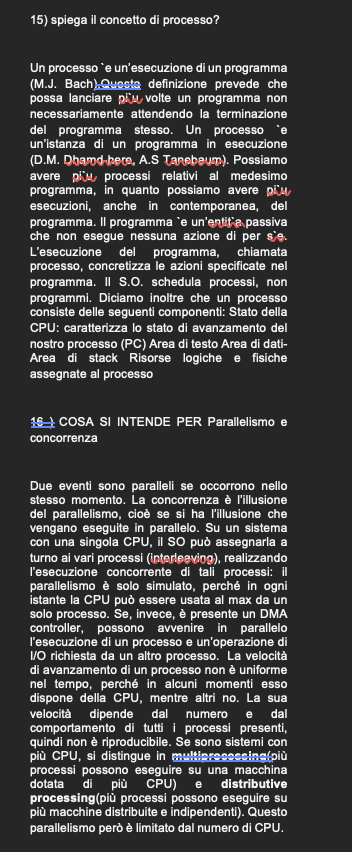 15) spiega il concetto di processo?
Un processo `e un'esecuzione di un programma
(M.J. Bach).Questa definizione prevede che
possa lanciare pi`u volte un programma non
necessariamente attendendo la terminazione
del programma stesso. Un processo `e
un'istanza di un programma in esecuzione
(D.M. Dhamd-here, A.S Tanebaum). Possiamo
avere pi`u processi relativi al medesimo
programma, in quanto possiamo avere pi`u
esecuzioni, anche in contemporanea, del
programma. Il programma `e un'entit`a passiva
che non esegue nessuna azione di per s`e.
L'esecuzione del programma, chiamata
processo, concretizza le azioni specificate nel
programma. Il S.O. schedula processi, non
programmi. Diciamo inoltre che un processo
consiste delle seguenti componenti: Stato della
CPU: caratterizza lo stato di avanzamento del
nostro processo (PC) Area di testo Area di dati-
Area di stack Risorse logiche e fisiche
assegnate al processo
16 ) COSA SI INTENDE PER Parallelismo e
concorrenza
Due eventi sono paralleli se occorrono nello
stesso momento. La concorrenza è l'illusione
del parallelismo, cioè se si ha l'illusione che
vengano eseguite in parallelo. Su un sistema
con una singola CPU, il SO può assegnarla a
turno ai vari processi (interleaving), realizzando
l'esecuzione concorrente di tali processi: il
parallelismo è solo simulato, perché in ogni
istante la CPU può essere usata al max da un
solo processo. Se, invece, è presente un DMA
controller, possono avvenire in parallelo
l'esecuzione di un processo e un'operazione di
I/O richiesta da un altro processo. La velocità
di avanzamento di un processo non è uniforme
nel tempo, perché in alcuni momenti esso
dispone della CPU, mentre altri no. La sua
velocità dipende dal numero e dal
comportamento di tutti i processi presenti,
quindi non è riproducibile. Se sono sistemi con
più CPU, si distingue in multiprocessing(più
processi possono eseguire su una macchina
dotata di più CPU) e distributive
processing(più processi possono eseguire su
più macchine distribuite e indipendenti). Questo
parallelismo però è limitato dal numero di CPU.